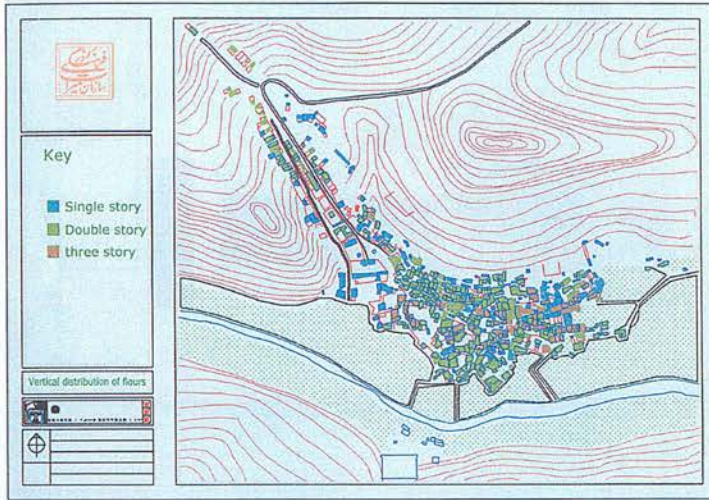 Key
Single story
Double story
three story
Vertical distribution of flours